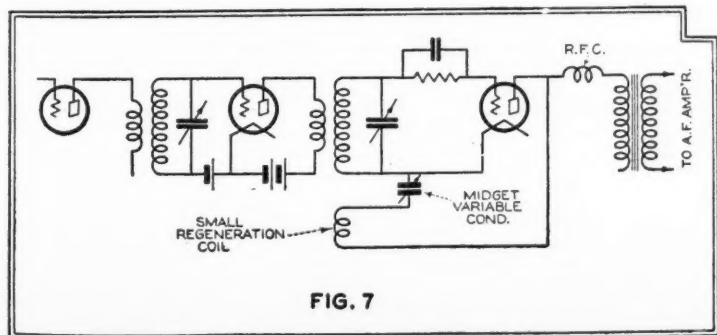 R.F.C.
TO A.F. AMP'R.
SMALL
REGENERATION
COIL
MIDGET
VARIABLE
COND.
FIG. 7